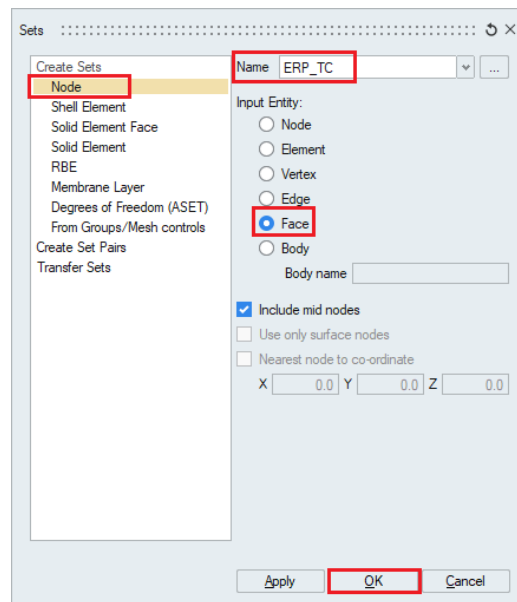 Sets
Create Sets
Node
Shell Element
Solid Element Face
Solid Element
RBE
Membrane Layer
Degrees of Freedom (ASET)
From Groups/Mesh controls
Create Set Pairs
Transfer Sets
Name ERP_TC ...
Input Entity:
Node
Element
Vertex
Edge
Face
Body
Body name
Include mid nodes
Use only surface nodes
Nearest node to co-ordinate
X 0.0 Y 0.0 Z 0.0
Apply OK Cancel